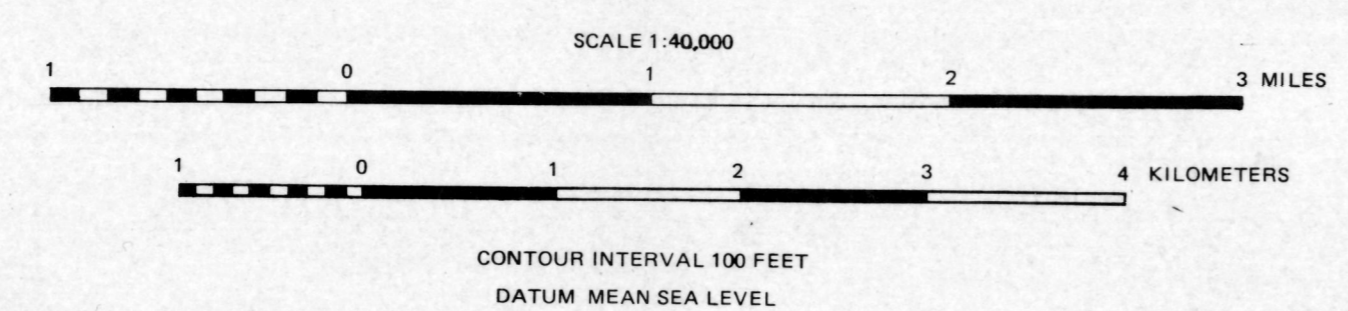 SCALE 1:40,000
1 0 1 2 3 MILES
1 0 1 2 3 4 KILOMETERS
CONTOUR INTERVAL 100 FEET
DATUM MEAN SEA LEVEL